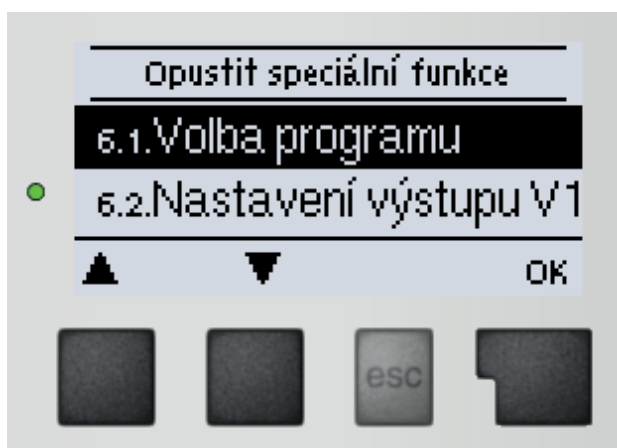 Opustit speciální funkce
6.1.Volba programu
6.2.Nastavení výstupu V1
OK
esc